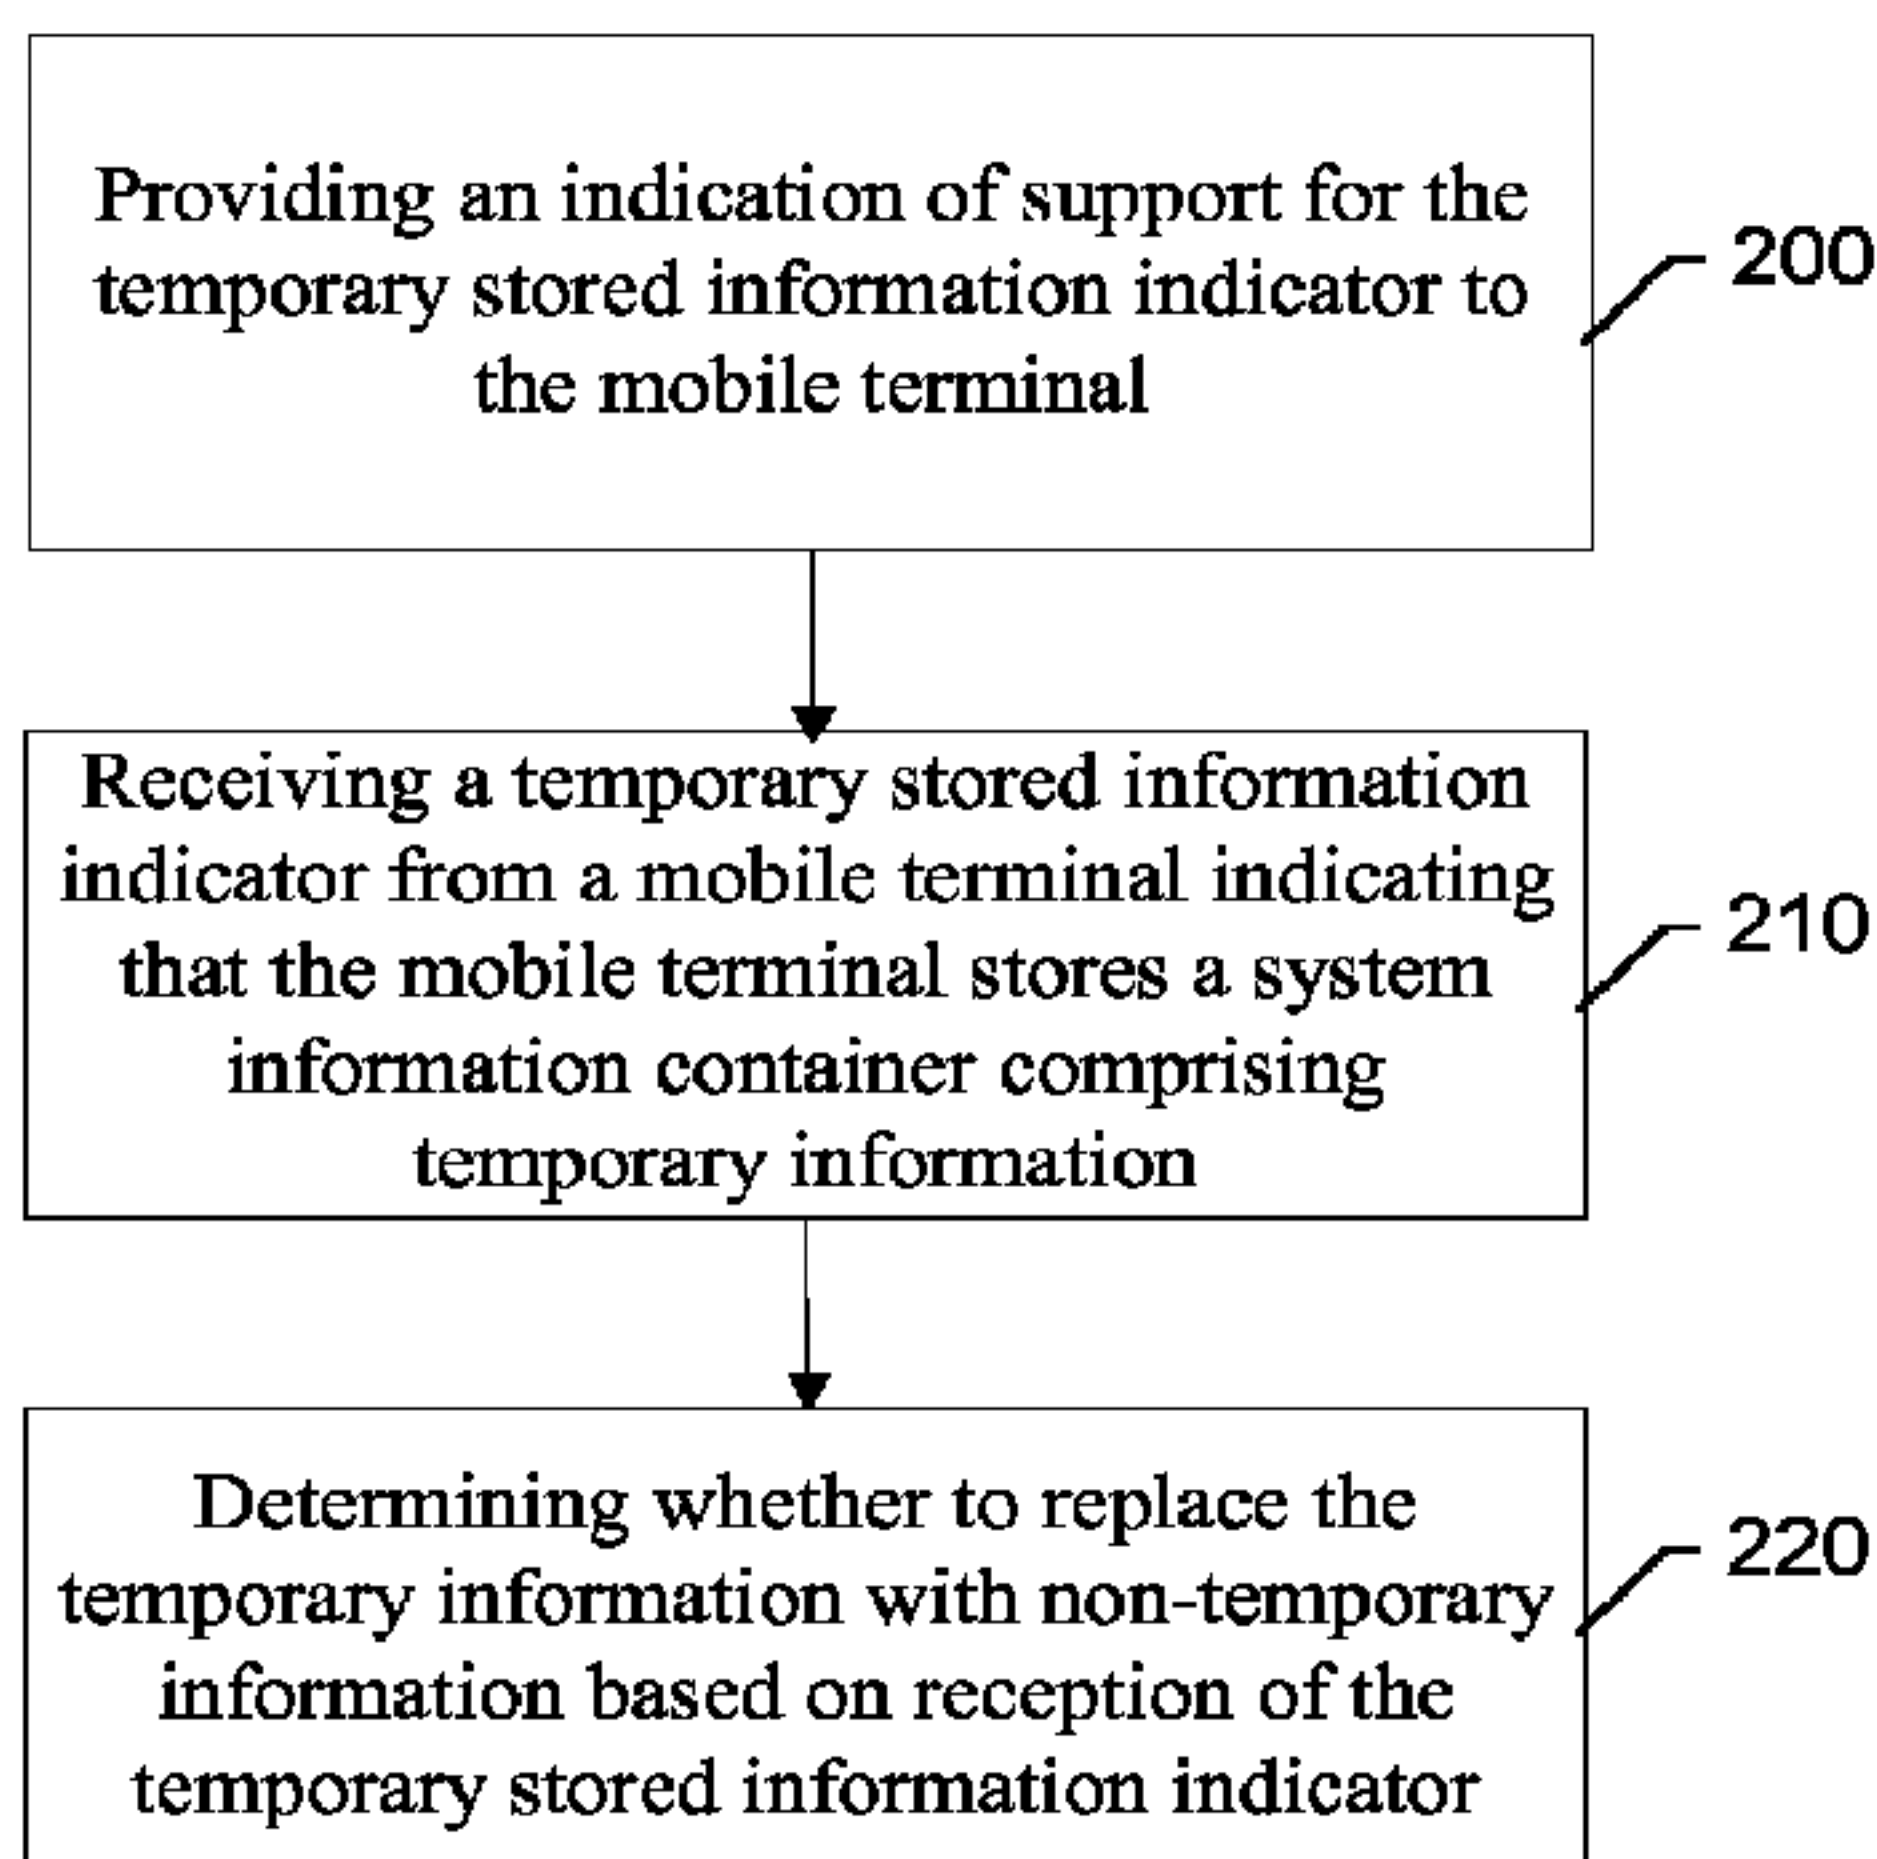 Providing an indication of support for the
temporary stored information indicator to
the mobile terminal
200
Receiving a temporary stored information
indicator from a mobile terminal indicating
that the mobile terminal stores a system
information container comprising
temporary information
210
Determining whether to replace the
temporary information with non-temporary
information based on reception of the
temporary stored information indicator
220